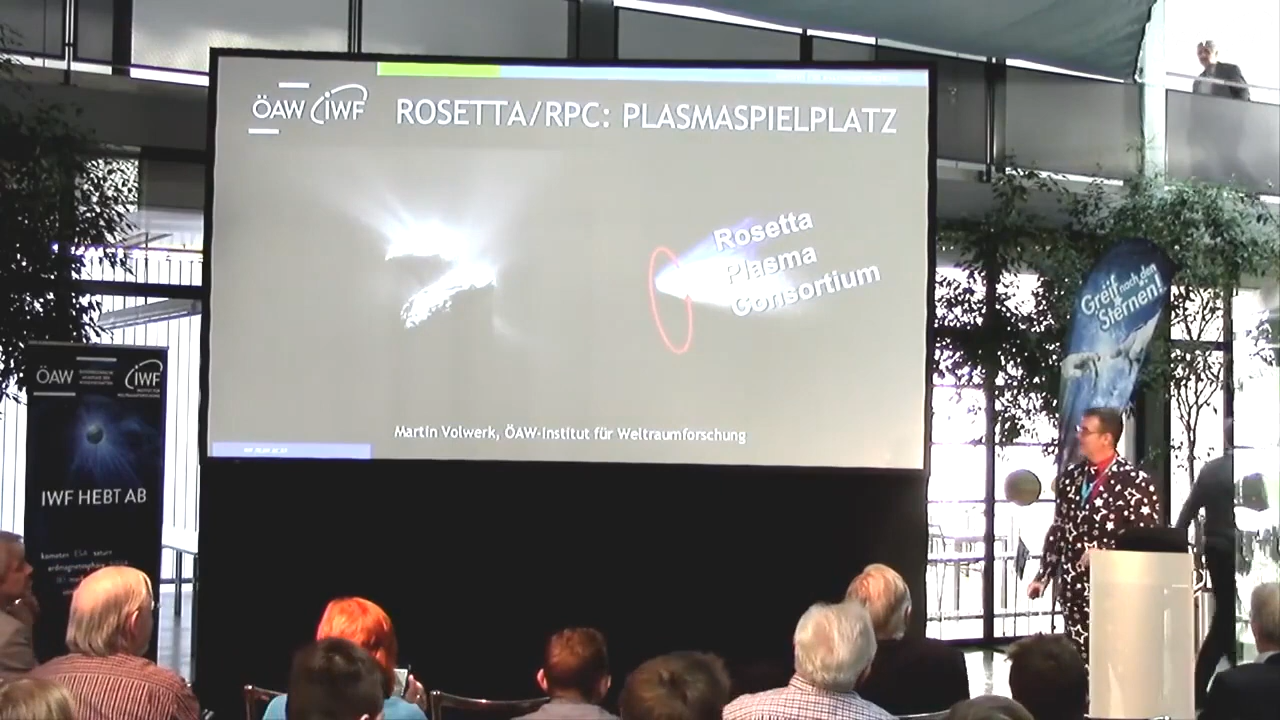 ÖAW IWF ROSETTA/RPC: PLASMASPIELPLATZ
Rosetta
Plasma
Consortium
Martin Volwerk, ÖAW-Institut für Weltraumforschung
Greif nach den
Sternen!
ÖAW IWF
IWF HEBT AB
kometen ESA saturn